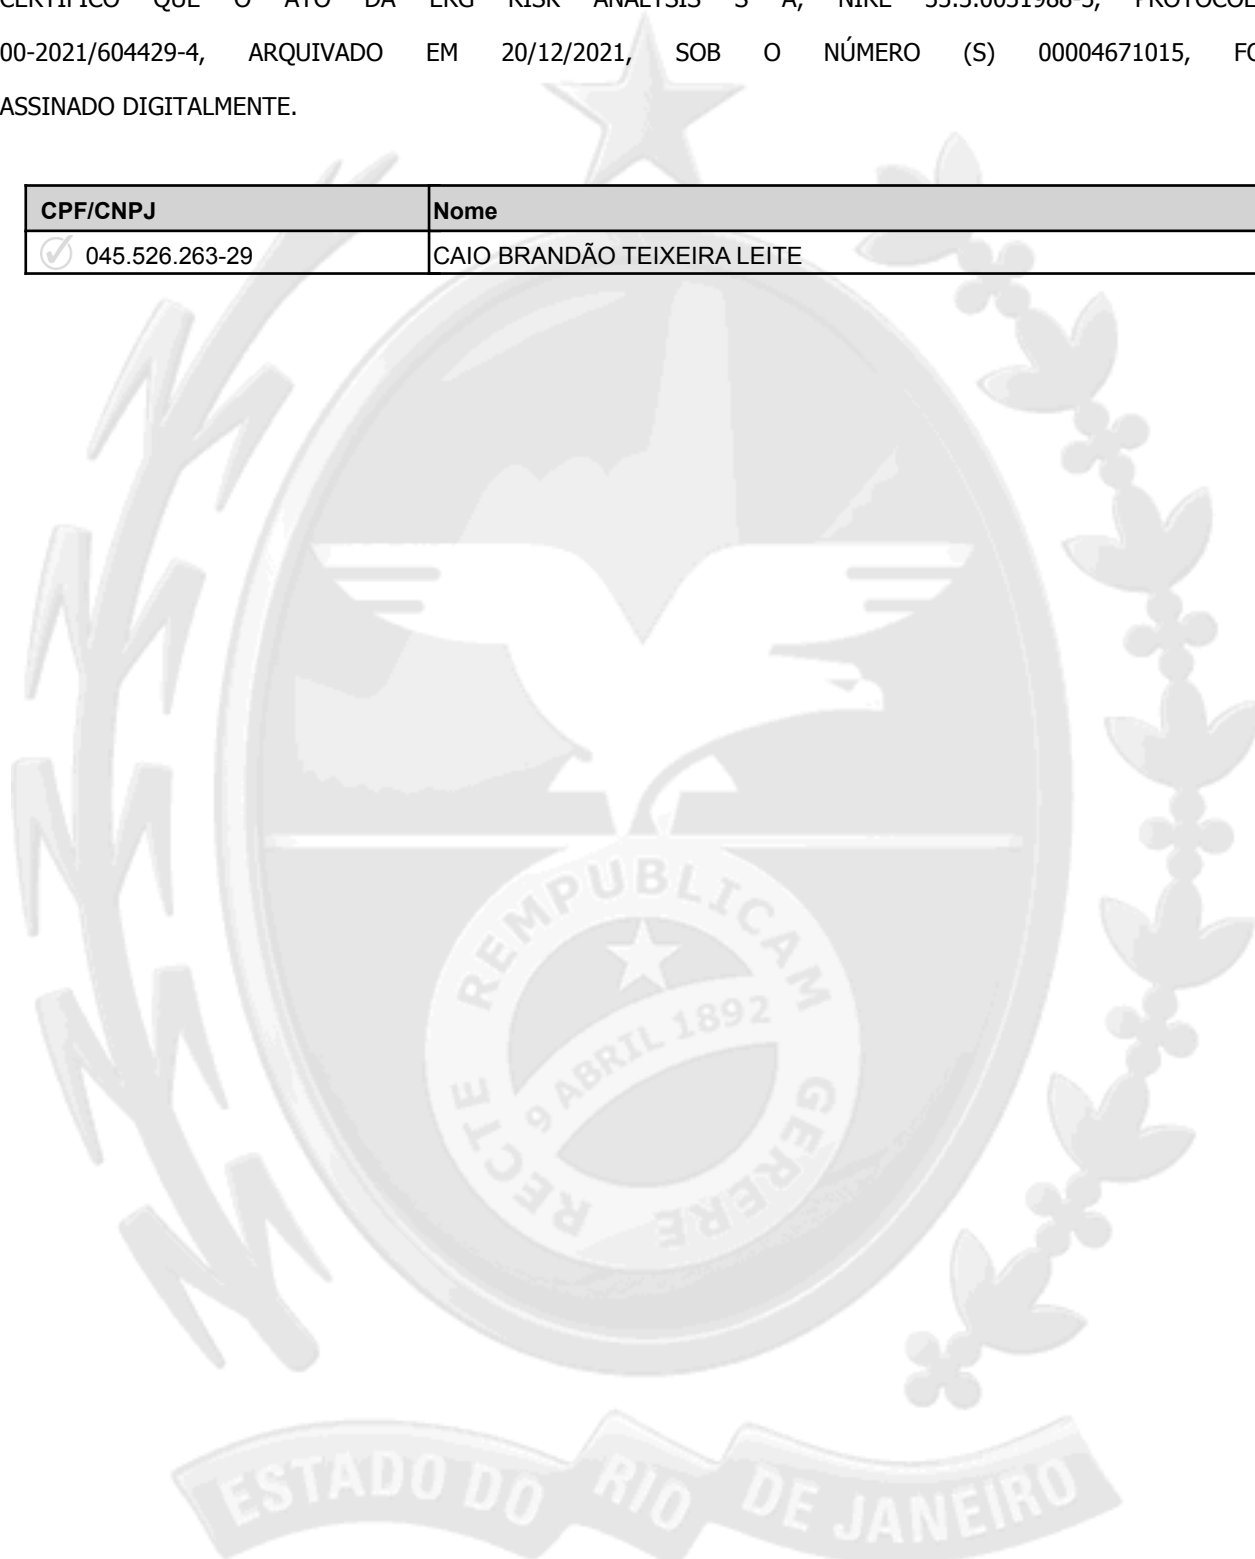 CERTIFICO QUE O ATO DA ERG RISK ANALYSIS S A, NIRE 33.3.0031988-5, PROTOCOL
00-2021/604429-4, ARQUIVADO EM 20/12/2021, SOB O NÚMERO (S) 00004671015, FO
ASSINADO DIGITALMENTE.
CPF/CNPJ Nome
045.526.263-29 CAIO BRANDÃO TEIXEIRA LEITE
RECTE REMPUBLICAM GERERE
9 ABRIL 1892
ESTADO DO RIO DE JANEIRO